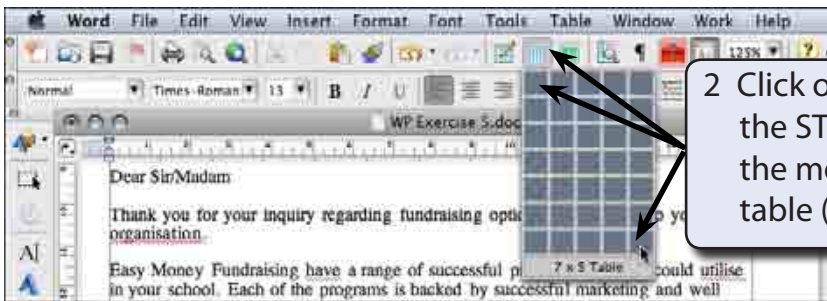 Word File Edit View Insert Format Font Tools Table Window Work Help
125%
Normal Times-Roman 13 B I U
WP Exercise 5.doc
Dear Sir/Madam
Thank you for your inquiry regarding fundraising
organisation.
Easy Money Fundraising have a range of successful could utilise
in your school. Each of the programs is backed by successful marketing and well
7 x 5 Table
2 Click o
the ST
the mo
table (